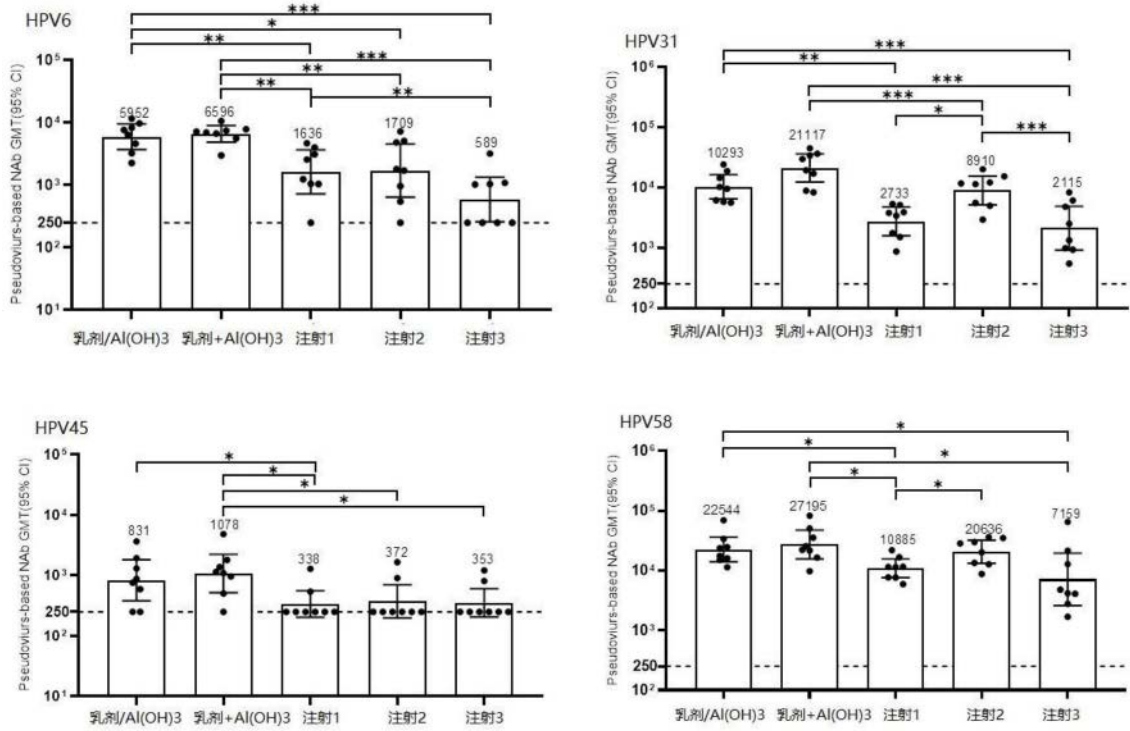 HPV6
***
*
**
***
**
**
**
Pseudoviurs-based NAb GMT(95% CI)
10⁵
10⁴
10³
250
10²
10¹
5952
6596
1636
1709
589
乳剂/Al(OH)3
乳剂+Al(OH)3
注射1
注射2
注射3
HPV31
***
**
***
***
*
***
Pseudoviurs-based NAb GMT(95% CI)
10⁶
10⁵
10⁴
10³
250
10²
10293
21117
2733
8910
2115
乳剂/Al(OH)3
乳剂+Al(OH)3
注射1
注射2
注射3
HPV45
*
*
*
*
Pseudoviurs-based NAb GMT(95% CI)
10⁵
10⁴
10³
250
10²
10¹
831
1078
338
372
353
乳剂/Al(OH)3
乳剂+Al(OH)3
注射1
注射2
注射3
HPV58
*
*
*
*
*
Pseudoviurs-based NAb GMT(95% CI)
10⁶
10⁵
10⁴
10³
250
10²
22544
27195
10885
20636
7159
乳剂/Al(OH)3
乳剂+Al(OH)3
注射1
注射2
注射3